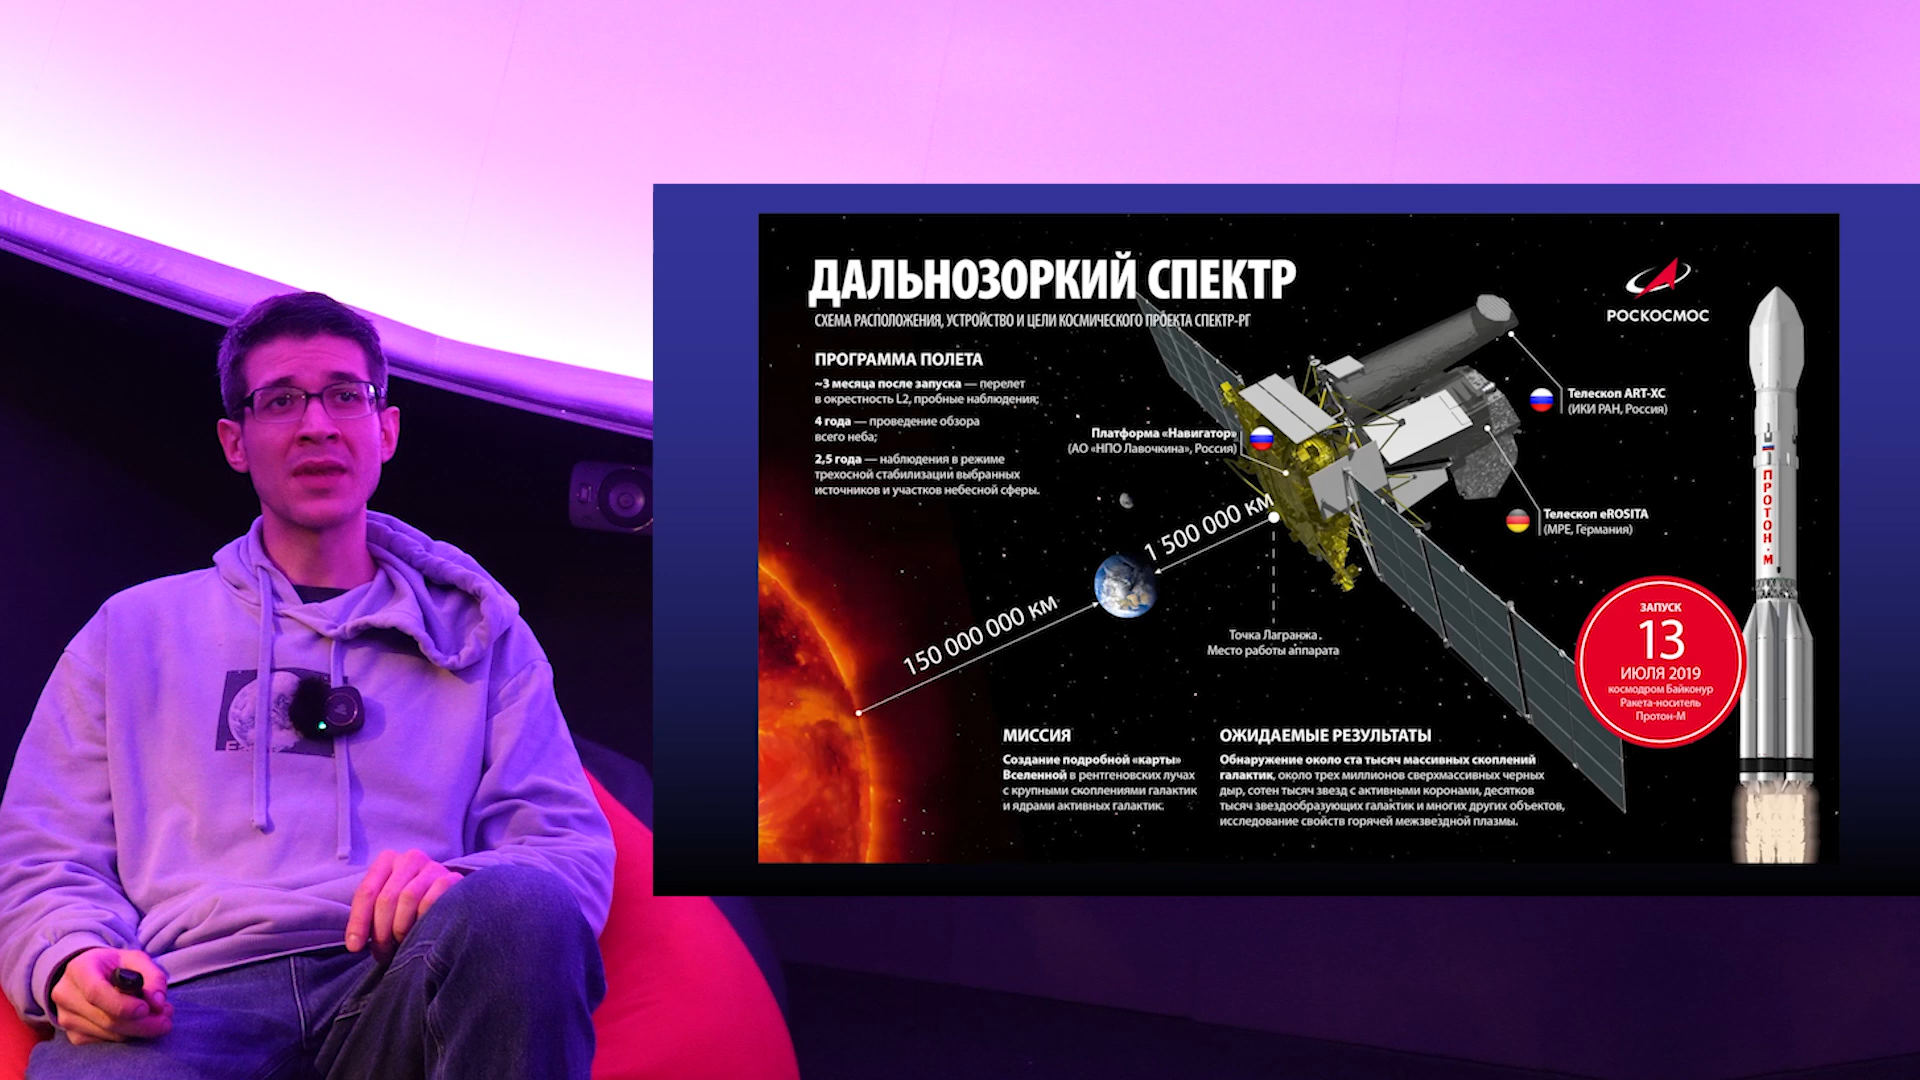 ДАЛЬНОЗОРКИЙ СПЕКТР
СХЕМА РАСПОЛОЖЕНИЯ, УСТРОЙСТВО И ЦЕЛИ КОСМИЧЕСКОГО ПРОЕКТА СПЕКТР-РГ
ПРОГРАММА ПОЛЕТА
~3 месяца после запуска — перелет
в окрестность L2, пробные наблюдения;
4 года — проведение обзора
всего неба;
2,5 года — наблюдения в режиме
трехосной стабилизации выбранных
источников и участков небесной сферы.
РОСКОСМОС
Телескоп ART-XC
(ИКИ РАН, Россия)
Платформа «Навигатор»
(АО «НПО Лавочкина», Россия)
Телескоп eROSITA
(MPE, Германия)
1 500 000 км
150 000 000 км
Точка Лагранжа.
Место работы аппарата
ПРОТОН-М
ЗАПУСК
13
ИЮЛЯ 2019
космодром Байконур
Ракета-носитель
Протон-М
МИССИЯ
Создание подробной «карты»
Вселенной в рентгеновских лучах
с крупными скоплениями галактик
и ядрами активных галактик.
ОЖИДАЕМЫЕ РЕЗУЛЬТАТЫ
Обнаружение около ста тысяч массивных скоплений
галактик, около трех миллионов сверхмассивных черных
дыр, сотен тысяч звезд с активными коронами, десятков
тысяч звездообразующих галактик и многих других объектов,
исследование свойств горячей межзвездной плазмы.